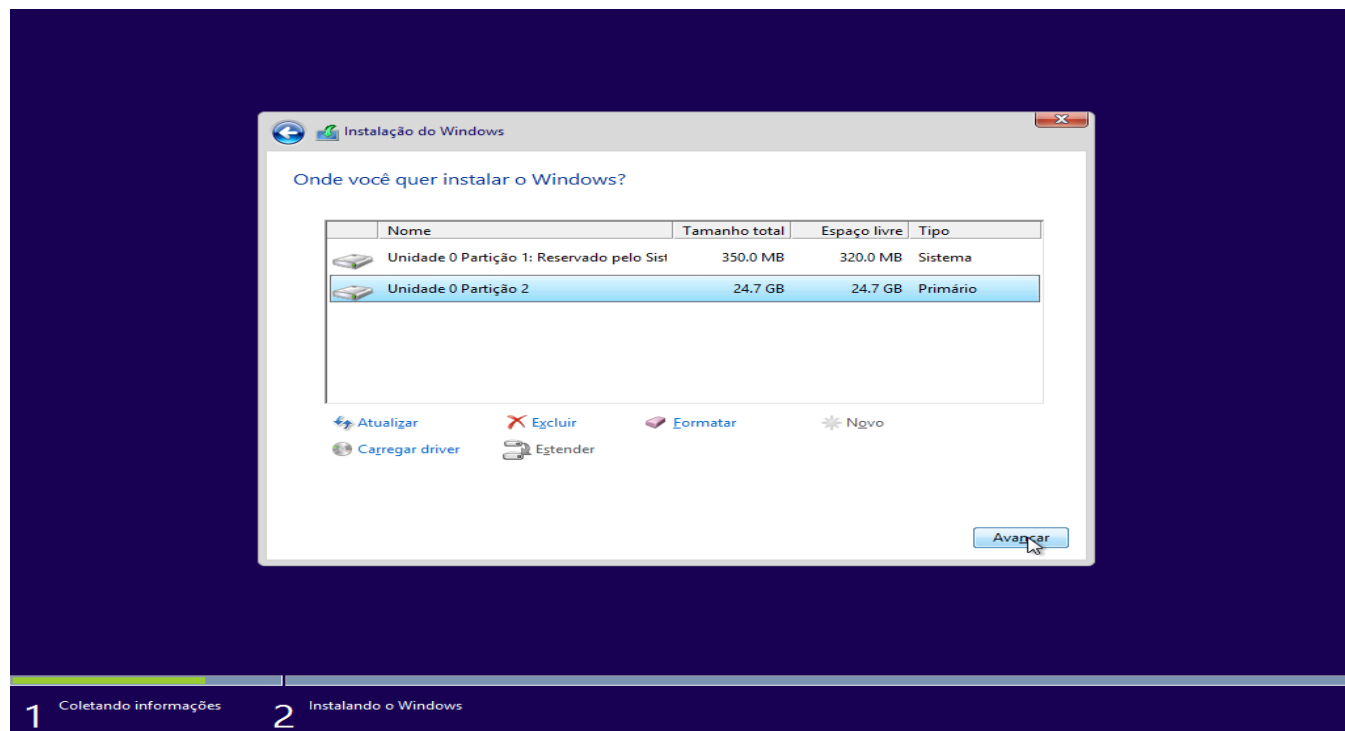 Instalação do Windows
Onde você quer instalar o Windows?
Nome Tamanho total Espaço livre Tipo
Unidade 0 Partição 1: Reservado pelo Sist 350.0 MB 320.0 MB Sistema
Unidade 0 Partição 2 24.7 GB 24.7 GB Primário
Atualizar Excluir Formatar Novo
Carregar driver Estender
Avançar
1 Coletando informações 2 Instalando o Windows